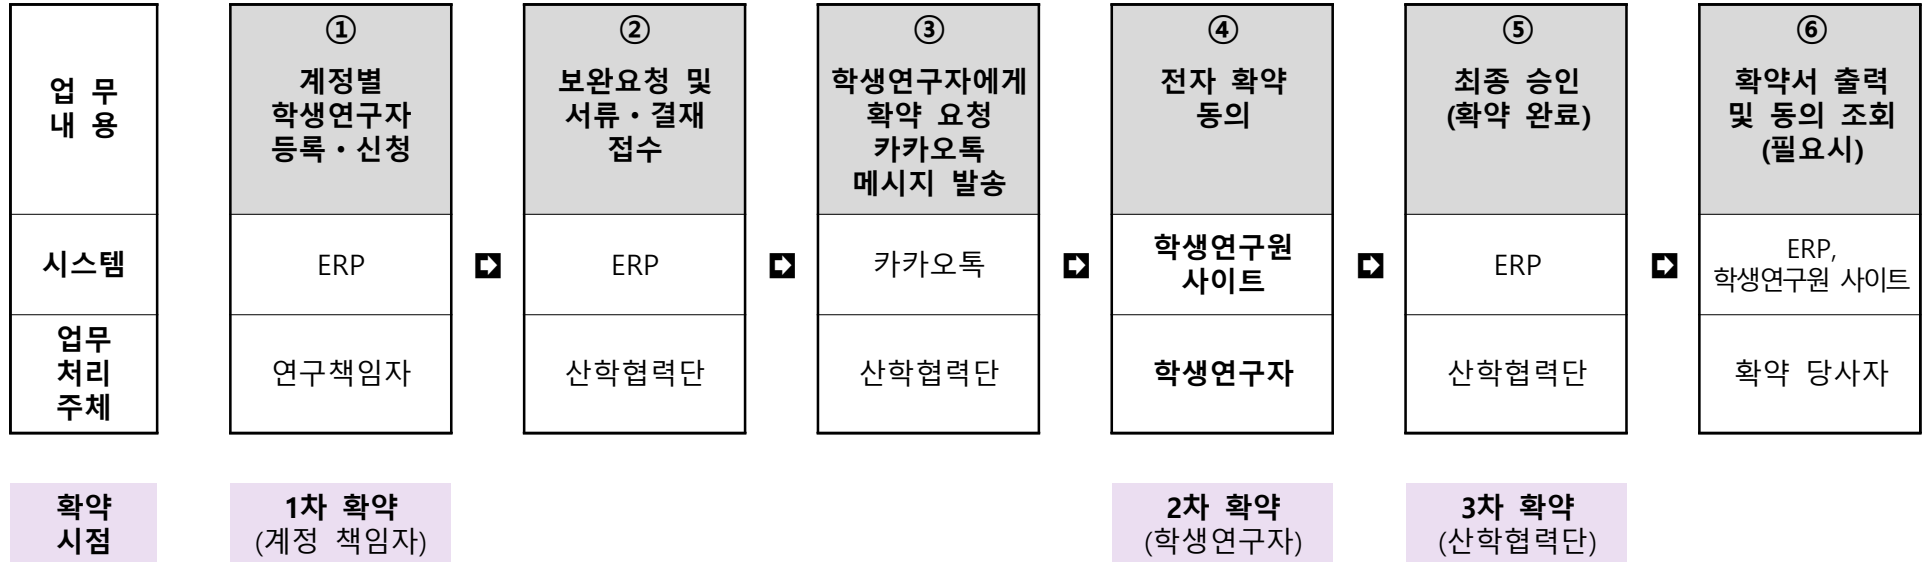 업 무
내 용
①
계정별
학생연구자
등록・신청
②
보완요청 및
서류・결재
접수
③
학생연구자에게
확약 요청
카카오톡
메시지 발송
④
전자 확약
동의
⑤
최종 승인
(확약 완료)
⑥
확약서 출력
및 동의 조회
(필요시)
시스템
ERP
ERP
카카오톡
학생연구원
사이트
ERP
ERP,
학생연구원 사이트
업무
처리
주체
연구책임자
산학협력단
산학협력단
학생연구자
산학협력단
확약 당사자
확약
시점
1차 확약
(계정 책임자)
2차 확약
(학생연구자)
3차 확약
(산학협력단)